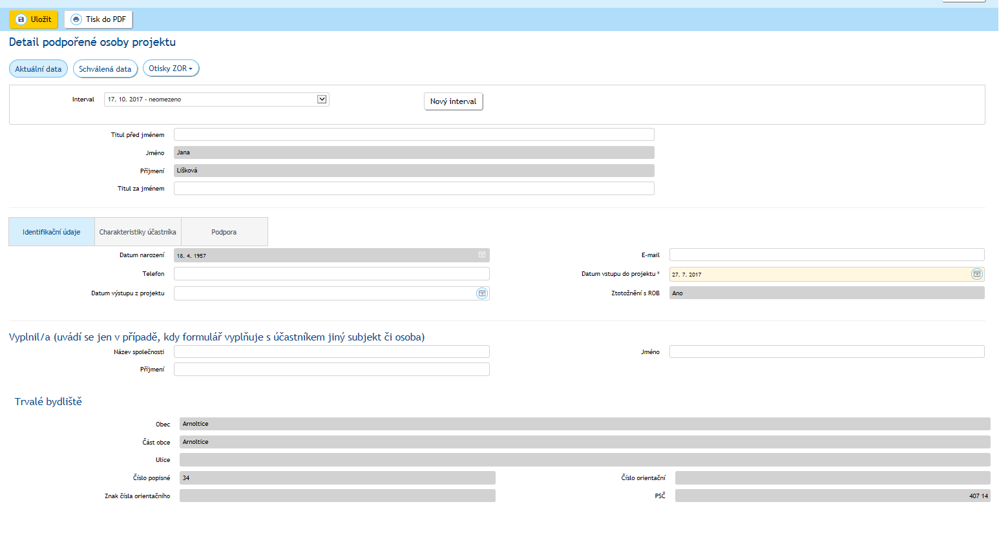 Uložit Tisk do PDF
Detail podpořené osoby projektu
Aktuální data Schválená data Otisky ZOR
Interval 17. 10. 2017 - neomezeno Nový interval
Titul před jménem
Jméno Jana
Příjmení Lišková
Titul za jménem
Identifikační údaje Charakteristiky účastníka Podpora
Datum narození 18. 4. 1957 E-mail
Telefon Datum vstupu do projektu * 27. 7. 2017
Datum výstupu z projektu Ztotožnění s ROB Ano
Vyplnil/a (uvádí se jen v případě, kdy formulář vyplňuje s účastníkem jiný subjekt či osoba)
Název společnosti Jméno
Příjmení
Trvalé bydliště
Obec Arnoltice
Část obce Arnoltice
Ulice
Číslo popisné 34 Číslo orientační
Znak čísla orientačního PSČ 407 14